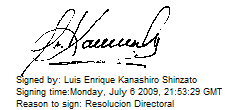 Signed by: Luis Enrique Kanashiro Shinzato
Signing time:Monday, July 6 2009, 21:53:29 GMT
Reason to sign: Resolucion Directoral